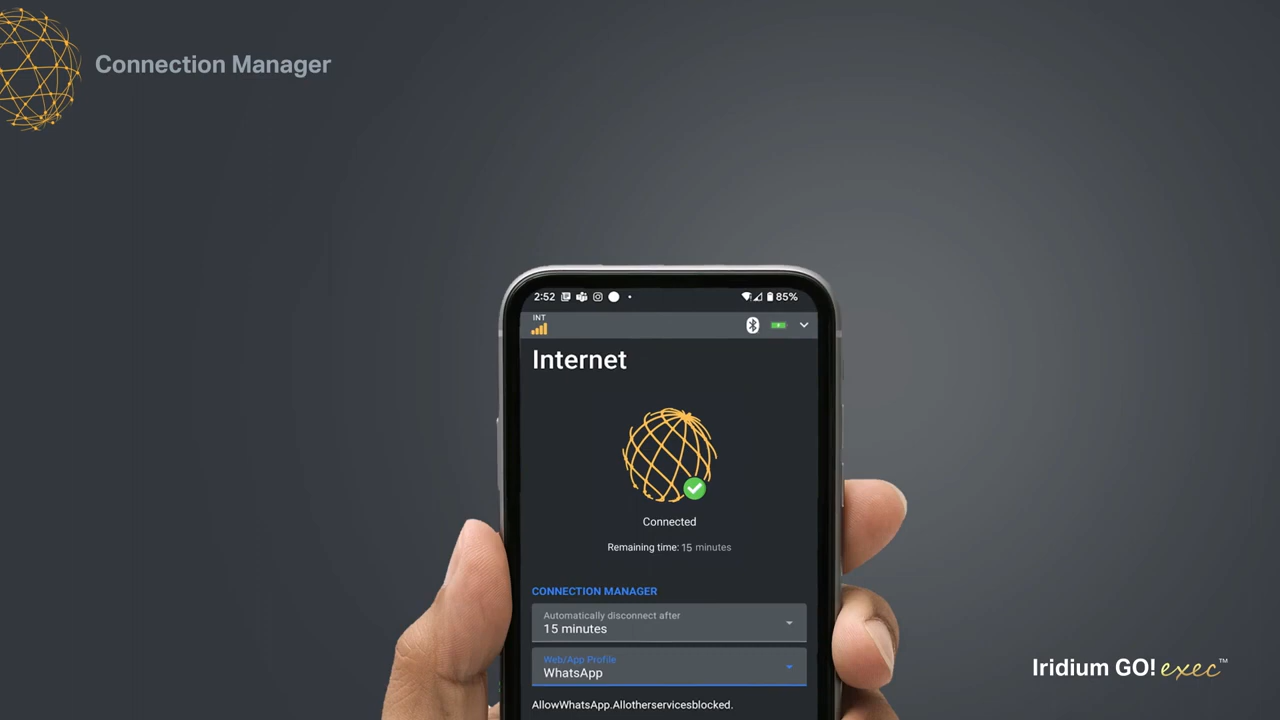 Connection Manager
2:52
85%
INT
Internet
Connected
Remaining time: 15 minutes
CONNECTION MANAGER
Automatically disconnect after
15 minutes
Web/App Profile
WhatsApp
AllowWhatsApp.Allotherservicesblocked.
Iridium GO! exec™